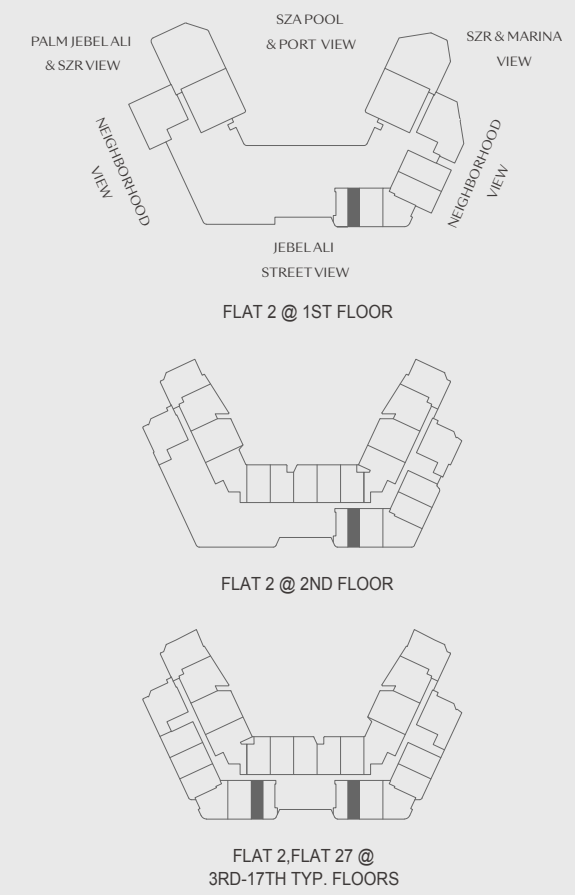 SZA POOL
& PORT VIEW
PALM JEBEL ALI
& SZR VIEW
SZR & MARINA
VIEW
NEIGHBORHOOD
VIEW
NEIGHBORHOOD
VIEW
JEBEL ALI
STREET VIEW
FLAT 2 @ 1ST FLOOR
FLAT 2 @ 2ND FLOOR
FLAT 2,FLAT 27 @
3RD-17TH TYP. FLOORS